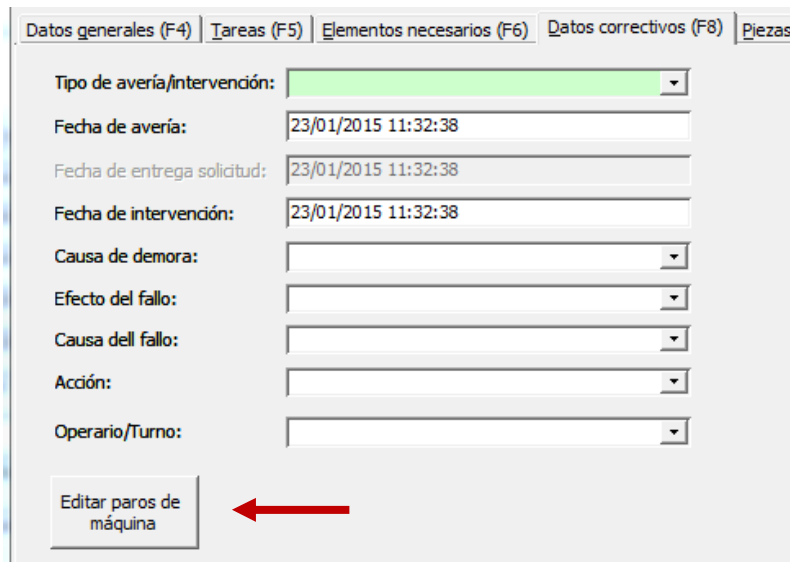 Datos generales (F4) Tareas (F5) Elementos necesarios (F6) Datos correctivos (F8) Piezas
Tipo de avería/intervención:
Fecha de avería: 23/01/2015 11:32:38
Fecha de entrega solicitud: 23/01/2015 11:32:38
Fecha de intervención: 23/01/2015 11:32:38
Causa de demora:
Efecto del fallo:
Causa dell fallo:
Acción:
Operario/Turno:
Editar paros de
máquina